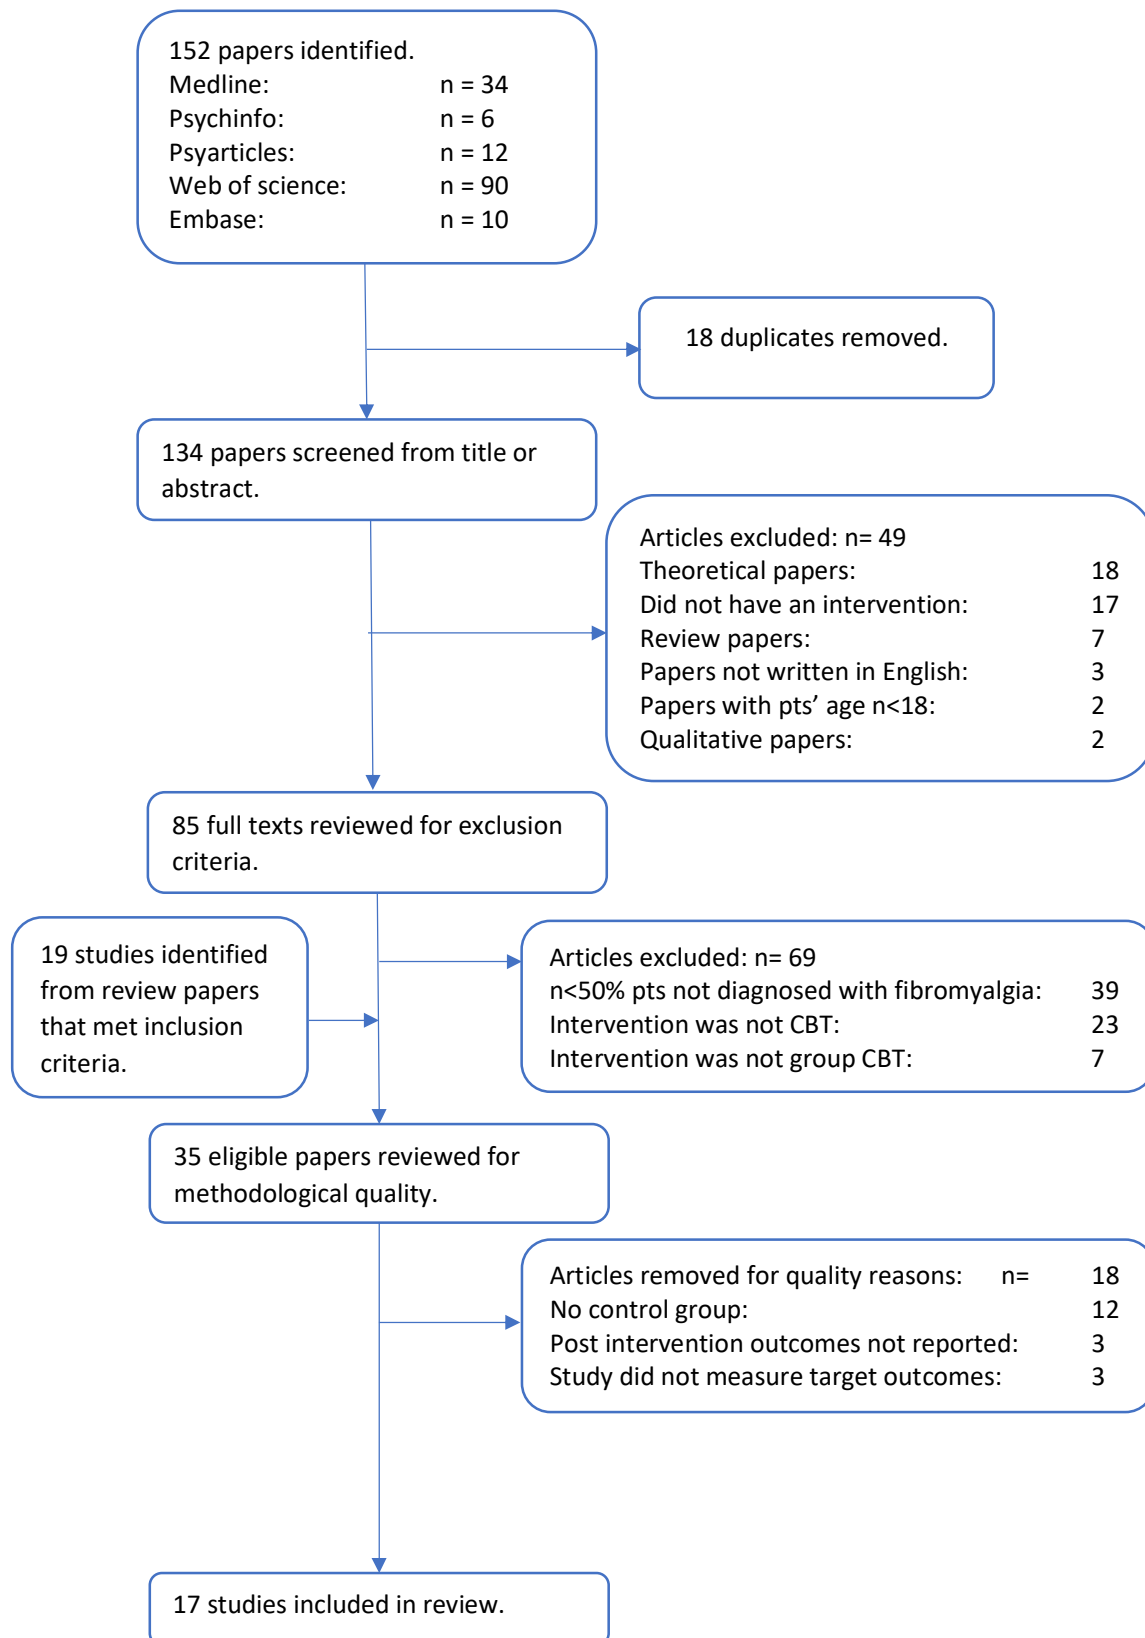 152 papers identified.
Medline: n = 34
Psychinfo: n = 6
Psyarticles: n = 12
Web of science: n = 90
Embase: n = 10
18 duplicates removed.
134 papers screened from title or
abstract.
Articles excluded: n= 49
Theoretical papers: 18
Did not have an intervention: 17
Review papers: 7
Papers not written in English: 3
Papers with pts’ age n<18: 2
Qualitative papers: 2
85 full texts reviewed for exclusion
criteria.
19 studies identified
from review papers
that met inclusion
criteria.
Articles excluded: n= 69
n<50% pts not diagnosed with fibromyalgia: 39
Intervention was not CBT: 23
Intervention was not group CBT: 7
35 eligible papers reviewed for
methodological quality.
Articles removed for quality reasons: n= 18
No control group: 12
Post intervention outcomes not reported: 3
Study did not measure target outcomes: 3
17 studies included in review.